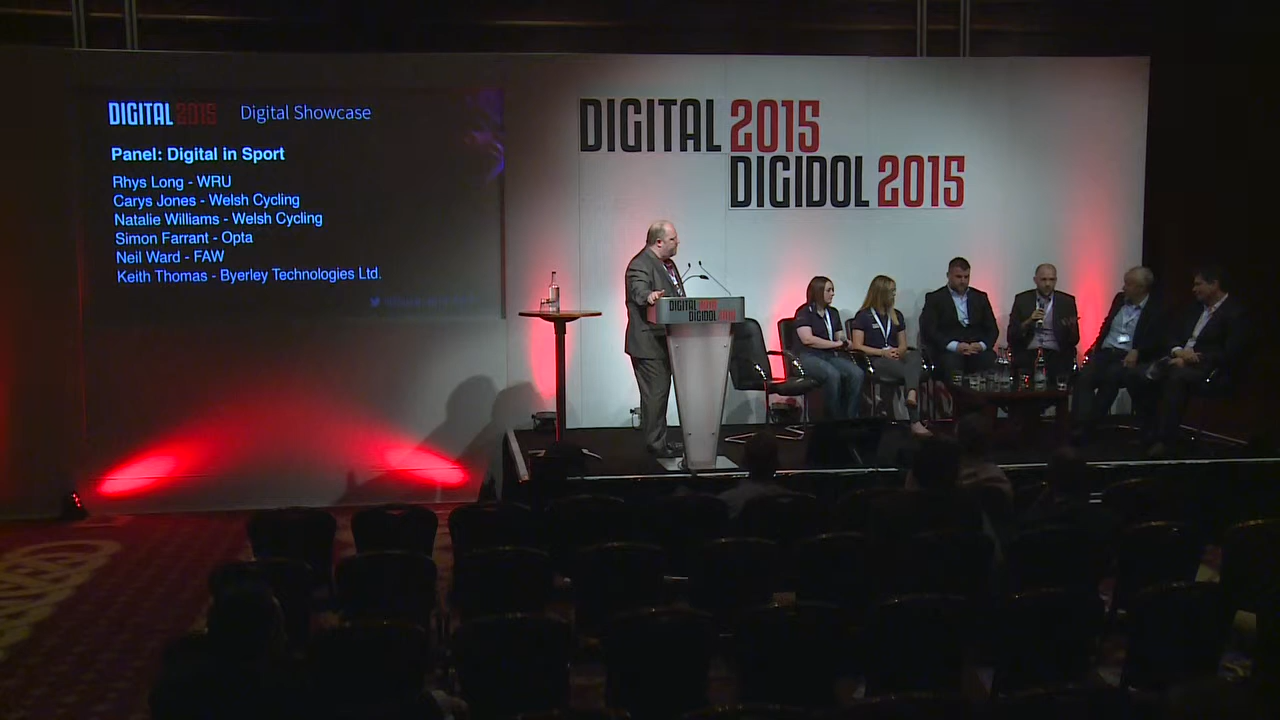 DIGITAL 2015 Digital Showcase
Panel: Digital in Sport
Rhys Long - WRU
Carys Jones - Welsh Cycling
Natalie Williams - Welsh Cycling
Simon Farrant - Opta
Neil Ward - FAW
Keith Thomas - Byerley Technologies Ltd.
DIGITAL 2015
DIGIDOL 2015
DIGITAL 2015
DIGIDOL 2015